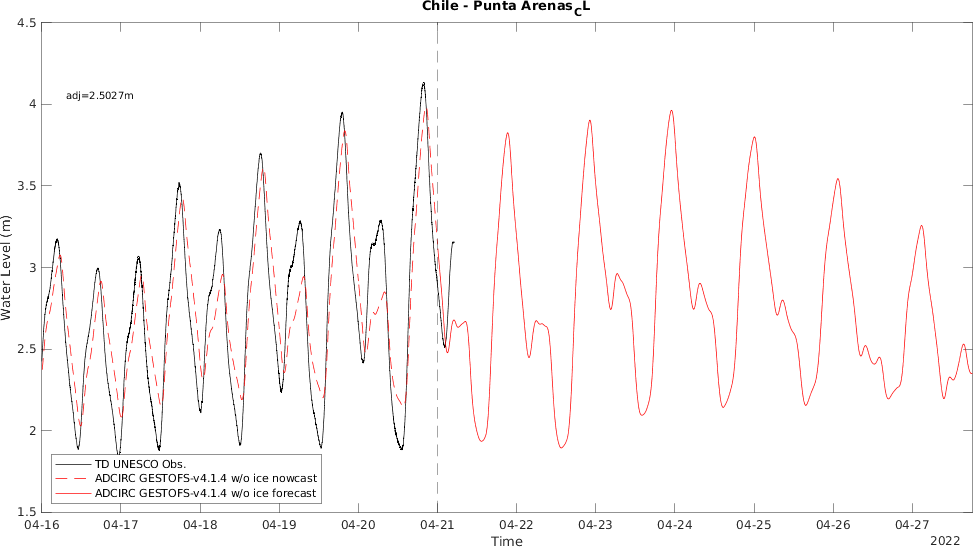 Chile - Punta Arenas_CL
4.5
4
3.5
3
2.5
2
1.5
Water Level (m)
adj=2.5027m
TD UNESCO Obs.
ADCIRC GESTOFS-v4.1.4 w/o ice nowcast
ADCIRC GESTOFS-v4.1.4 w/o ice forecast
04-16 04-17 04-18 04-19 04-20 04-21 04-22 04-23 04-24 04-25 04-26 04-27
Time
2022